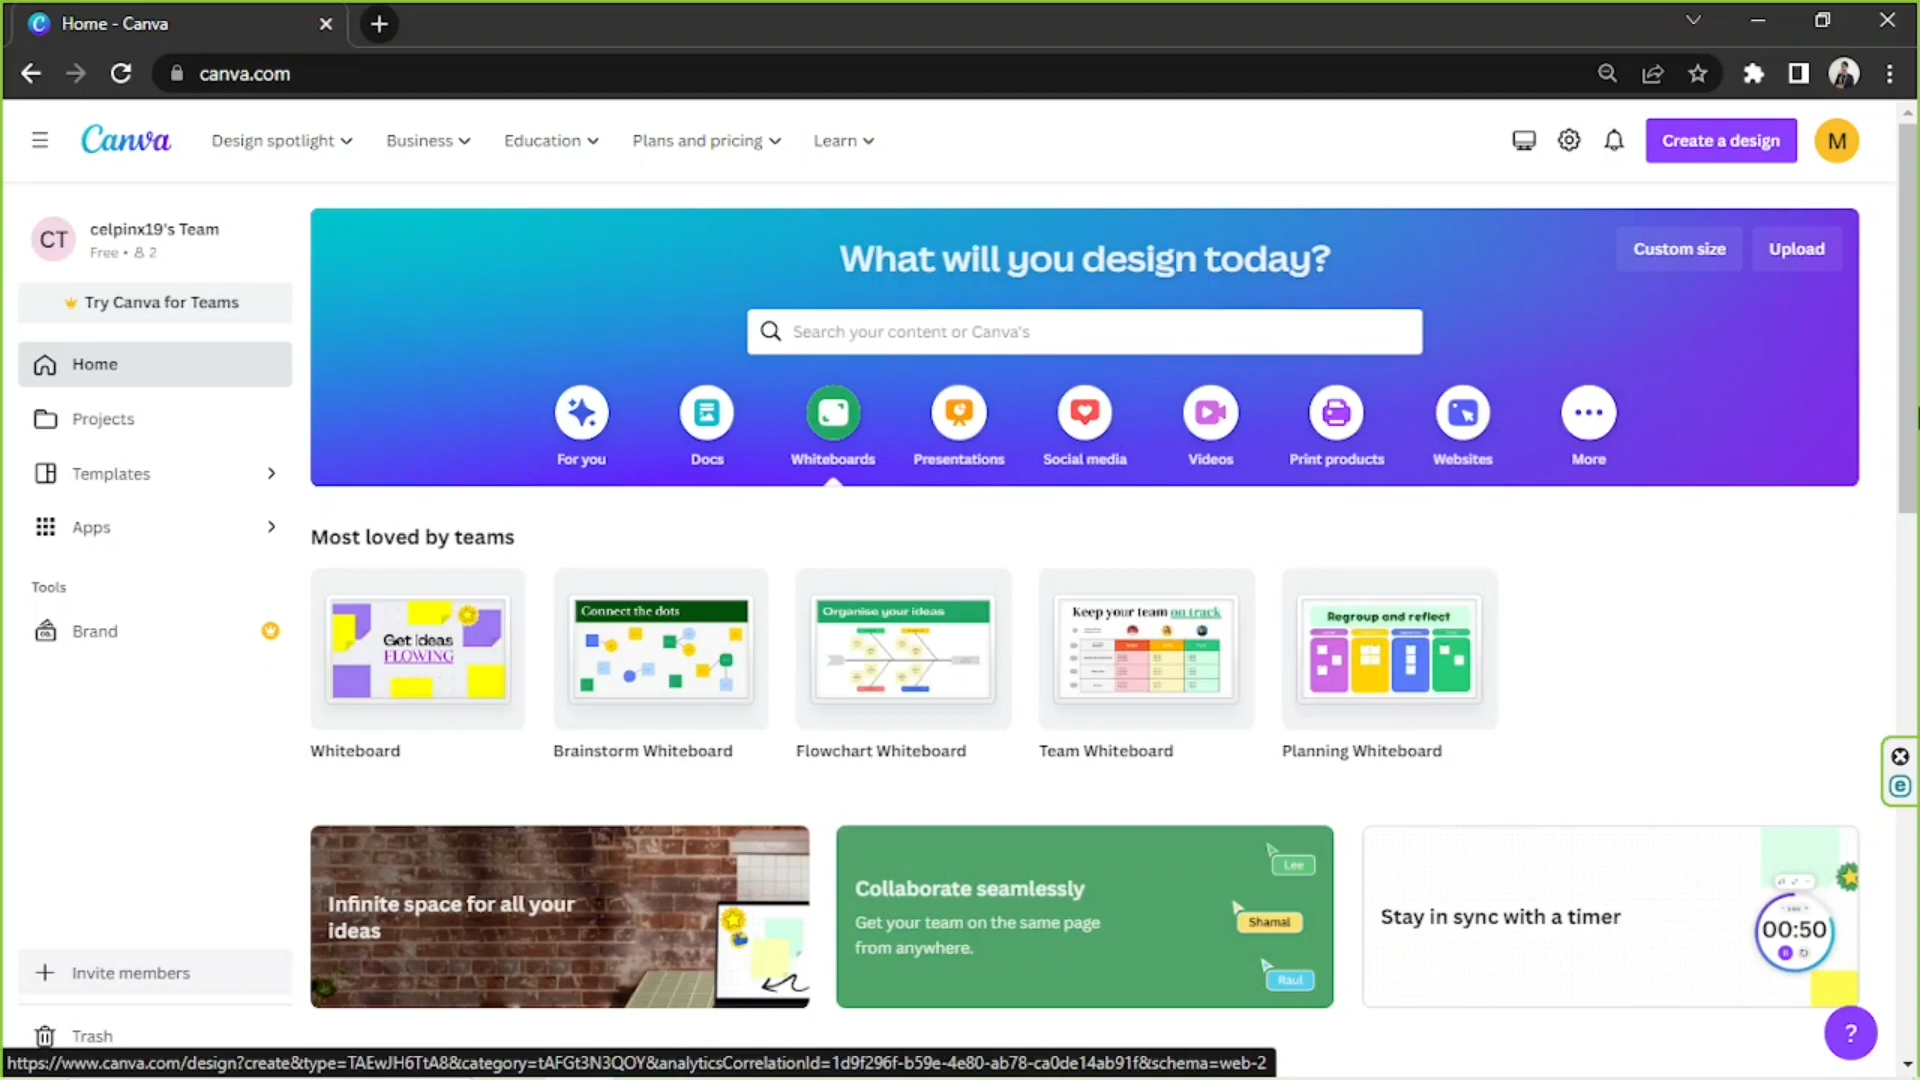 Home - Canva
canva.com
Canva
Design spotlight
Business
Education
Plans and pricing
Learn
Create a design
M
CT
celpinx19's Team
Free • 2
Try Canva for Teams
Home
Projects
Templates
Apps
Tools
Brand
Invite members
Trash
What will you design today?
Custom size
Upload
Search your content or Canva's
For you
Docs
Whiteboards
Presentations
Social media
Videos
Print products
Websites
More
Most loved by teams
Get Ideas
FLOWING
Connect the dots
Organise your ideas
Keep your team on track
Regroup and reflect
Whiteboard
Brainstorm Whiteboard
Flowchart Whiteboard
Team Whiteboard
Planning Whiteboard
Infinite space for all your
ideas
Collaborate seamlessly
Get your team on the same page
from anywhere.
Lee
Shamal
Raul
Stay in sync with a timer
00:50
?
https://www.canva.com/design?create&type=TAEwJH6TtA8&category=tAFGt3N3QOY&analyticsCorrelationId=1d9f296f-b59e-4e80-ab78-ca0de14ab91f&schema=web-2